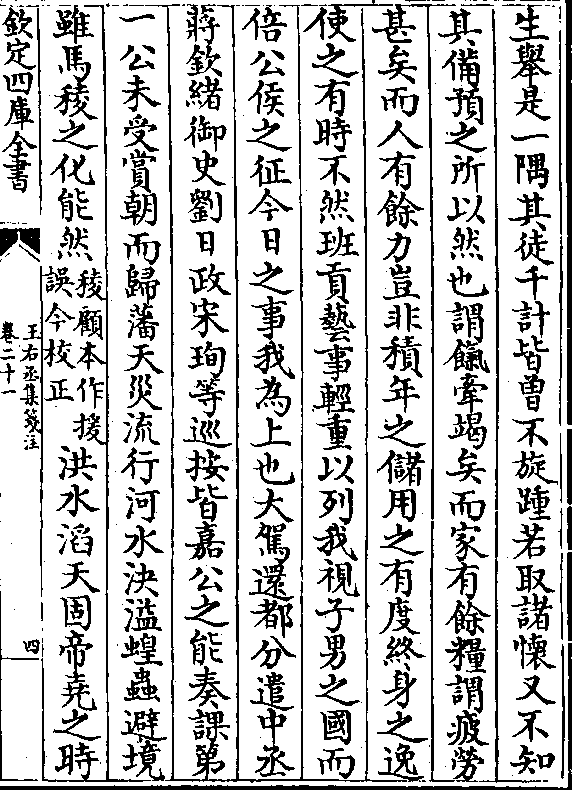 生舉是一隅其徒千計皆曾不旋踵若取諸懷又不知
其備預之所以然也謂餼牽竭矣而家有餘糧謂疲勞
甚矣而人有餘力豈非積年之儲用之有度終身之逸
使之有時不然班貢藝事輕重以列我視子男之國而
倍公侯之征今日之事我為上也大駕還都分遣中丞
蔣欽緒御史劉日政宋珣等巡按皆嘉公之能奏課第
一公未受賞朝而歸藩天災流行河水決溢蝗蟲避境
雖馬稜之化能然稜顧本作援誤今校正洪水滔天固帝堯之時
欽定四庫全書
王右丞集箋注
卷二十一
四